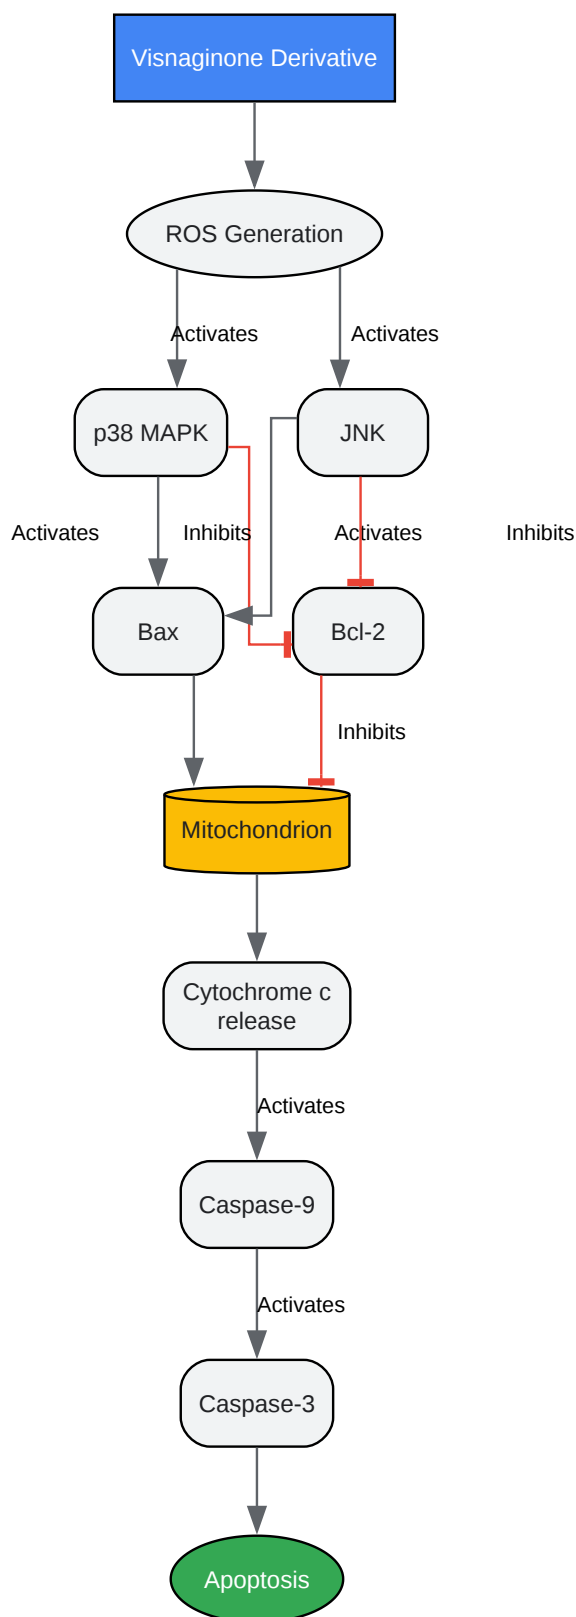 Visnaginone Derivative
ROS Generation
Activates
Activates
p38 MAPK
JNK
Activates
Inhibits
Activates
Inhibits
Bax
Bcl-2
Inhibits
Mitochondrion
Cytochrome c
release
Activates
Caspase-9
Activates
Caspase-3
Apoptosis